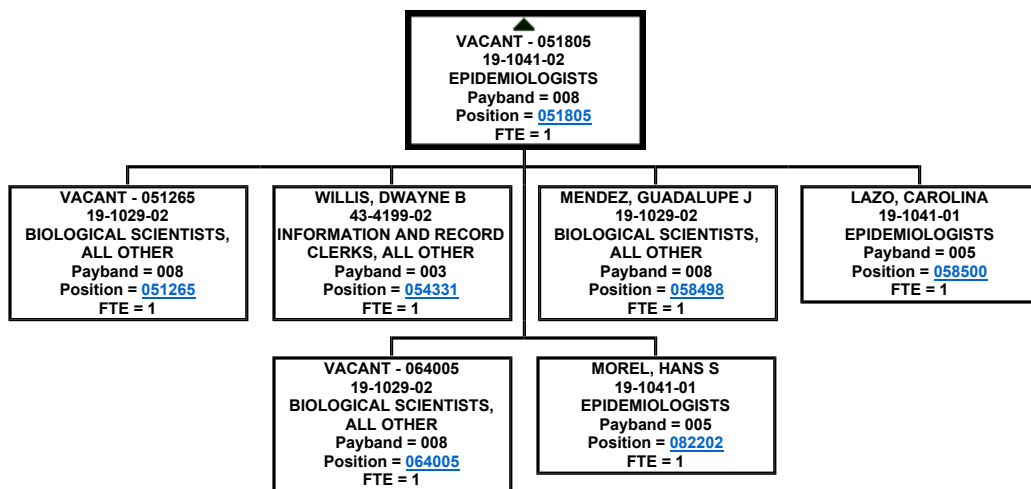 VACANT - 051805
19-1041-02
EPIDEMIOLOGISTS
Payband = 008
Position = 051805
FTE = 1
VACANT - 051265
19-1029-02
BIOLOGICAL SCIENTISTS,
ALL OTHER
Payband = 008
Position = 051265
FTE = 1
WILLIS, DWAYNE B
43-4199-02
INFORMATION AND RECORD
CLERKS, ALL OTHER
Payband = 003
Position = 054331
FTE = 1
MENDEZ, GUADALUPE J
19-1029-02
BIOLOGICAL SCIENTISTS,
ALL OTHER
Payband = 008
Position = 058498
FTE = 1
LAZO, CAROLINA
19-1041-01
EPIDEMIOLOGISTS
Payband = 005
Position = 058500
FTE = 1
VACANT - 064005
19-1029-02
BIOLOGICAL SCIENTISTS,
ALL OTHER
Payband = 008
Position = 064005
FTE = 1
MOREL, HANS S
19-1041-01
EPIDEMIOLOGISTS
Payband = 005
Position = 082202
FTE = 1